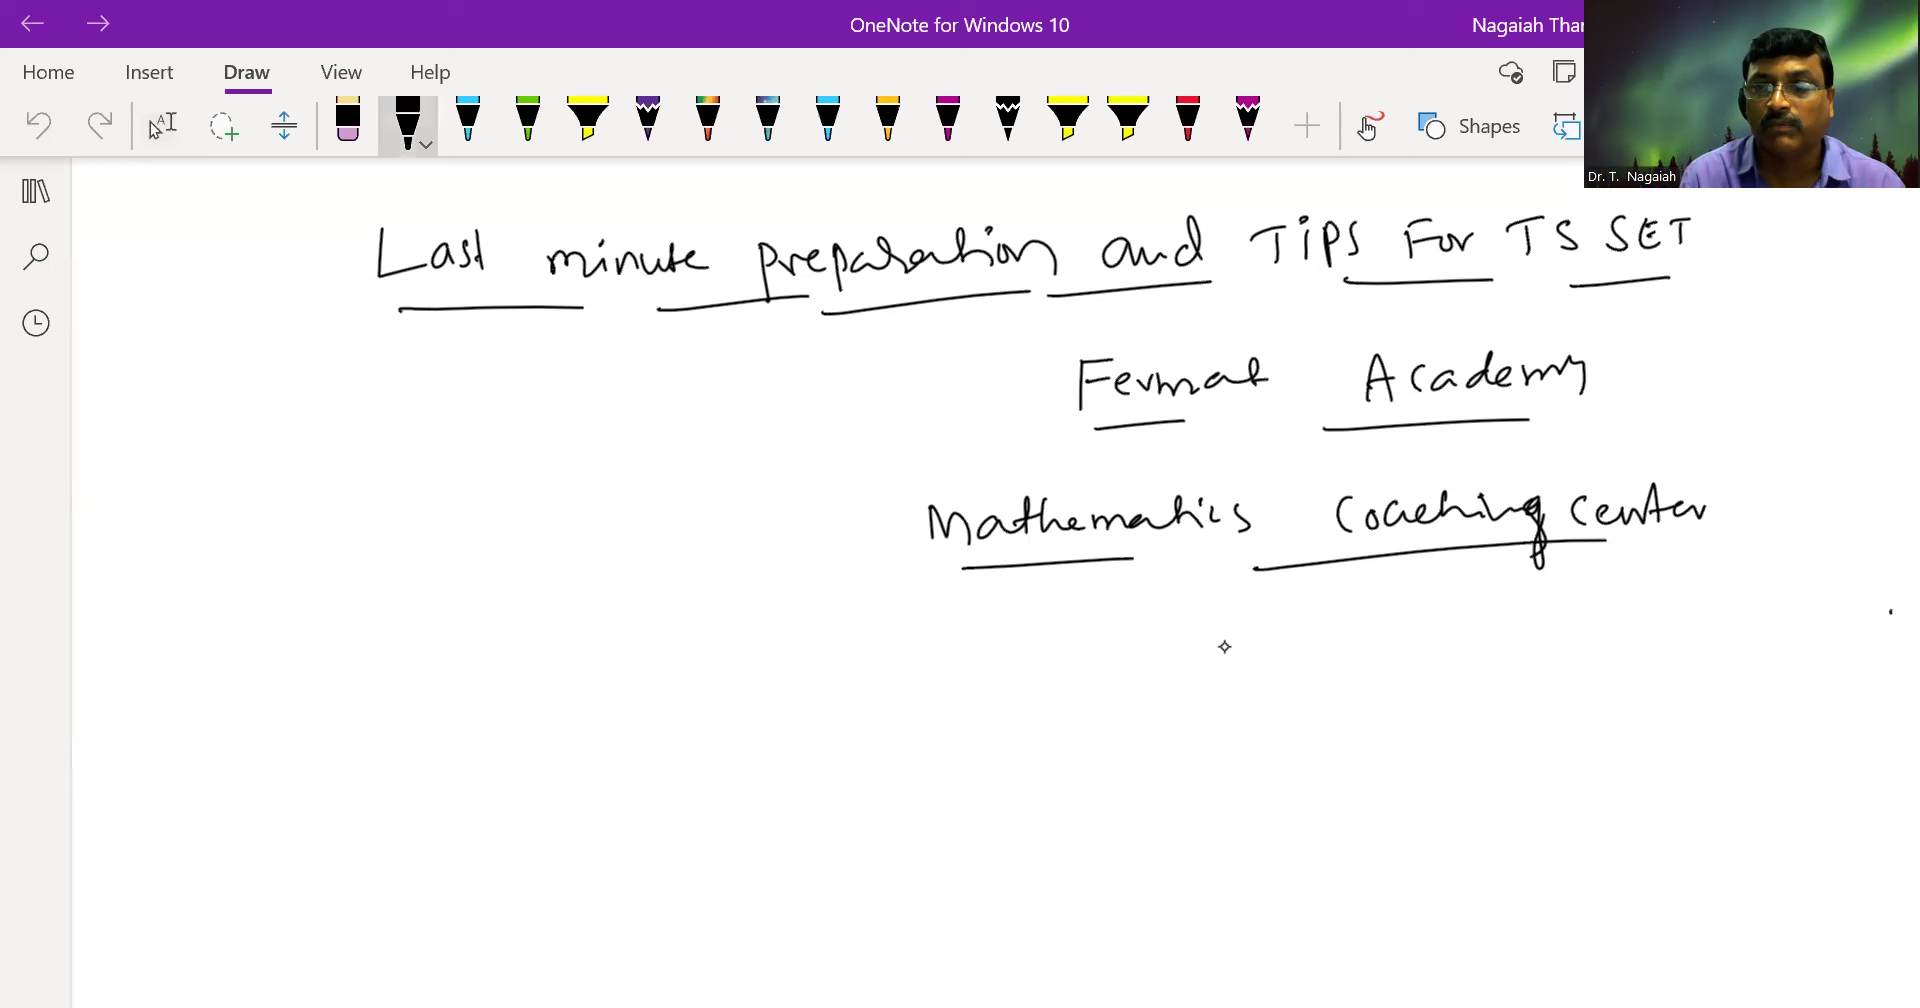 OneNote for Windows 10
Nagaiah Thar
Home Insert Draw View Help
Shapes
Dr. T. Nagaiah
Last minute preparation and TIPS For TS SET
Fermat Academy
Mathematics Coaching Center